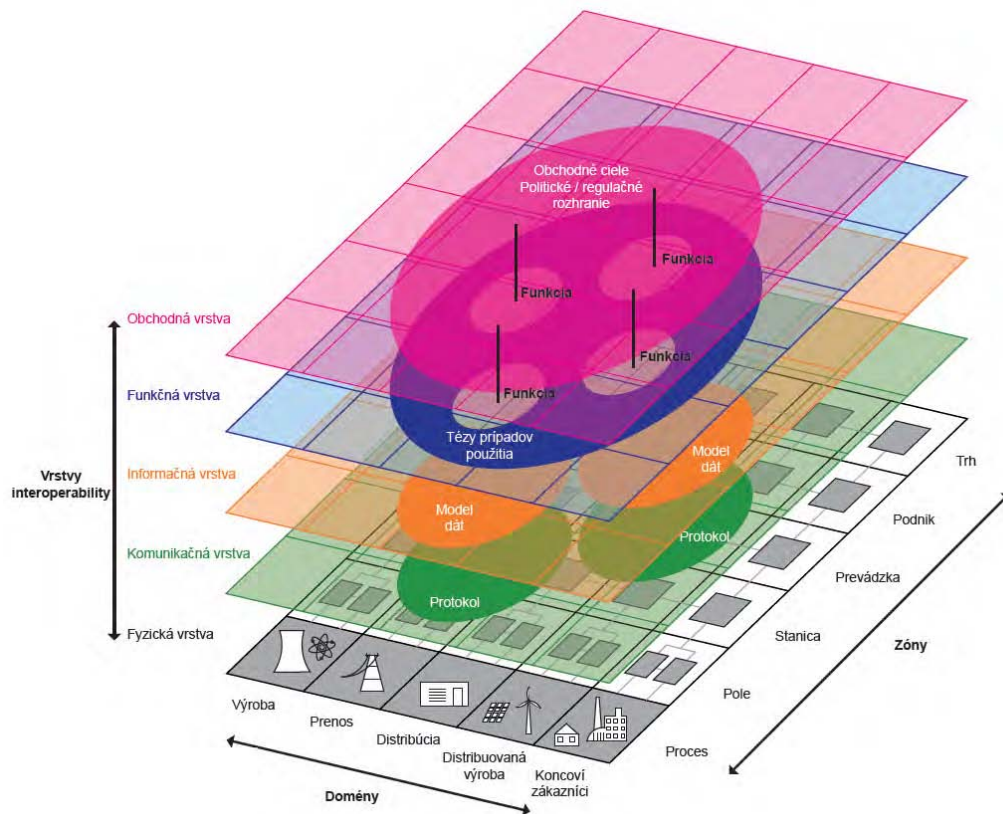 Obchodné ciele
Politické / regulačné
rozhranie
Funkcia
Funkcia
Funkcia
Funkcia
Tézy prípadov
použitia
Model
dát
Model
dát
Protokol
Protokol
Vrstvy
interoperability
Obchodná vrstva
Funkčná vrstva
Informačná vrstva
Komunikačná vrstva
Fyzická vrstva
Výroba
Prenos
Distribúcia
Distribuovaná
výroba
Koncoví
zákazníci
Domény
Trh
Podnik
Prevádzka
Stanica
Pole
Proces
Zóny